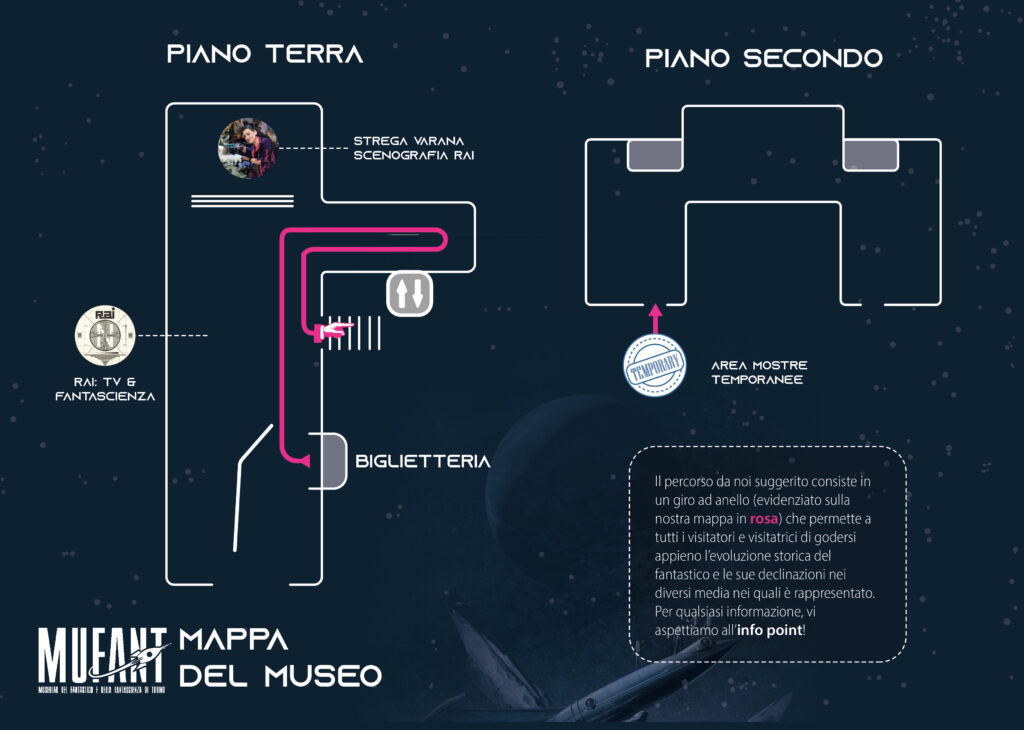 PIANO TERRA
PIANO SECONDO
STREGA VARANA
SCENOGRAFIA RAI
Rai
RAI: TV &
FANTASCIENZA
TEMPORARY
AREA MOSTRE
TEMPORANEE
BIGLIETTERIA
Il percorso da noi suggerito consiste in
un giro ad anello (evidenziato sulla
nostra mappa in rosa) che permette a
tutti i visitatori e visitatrici di godersi
appieno l'evoluzione storica del
fantastico e le sue declinazioni nei
diversi media nei quali è rappresentato.
Per qualsiasi informazione, vi
aspettiamo all'info point!
MUFANT
MUSEOLAB DEL FANTASTICO E DELLA FANTASCIENZA DI TORINO
MAPPA
DEL MUSEO